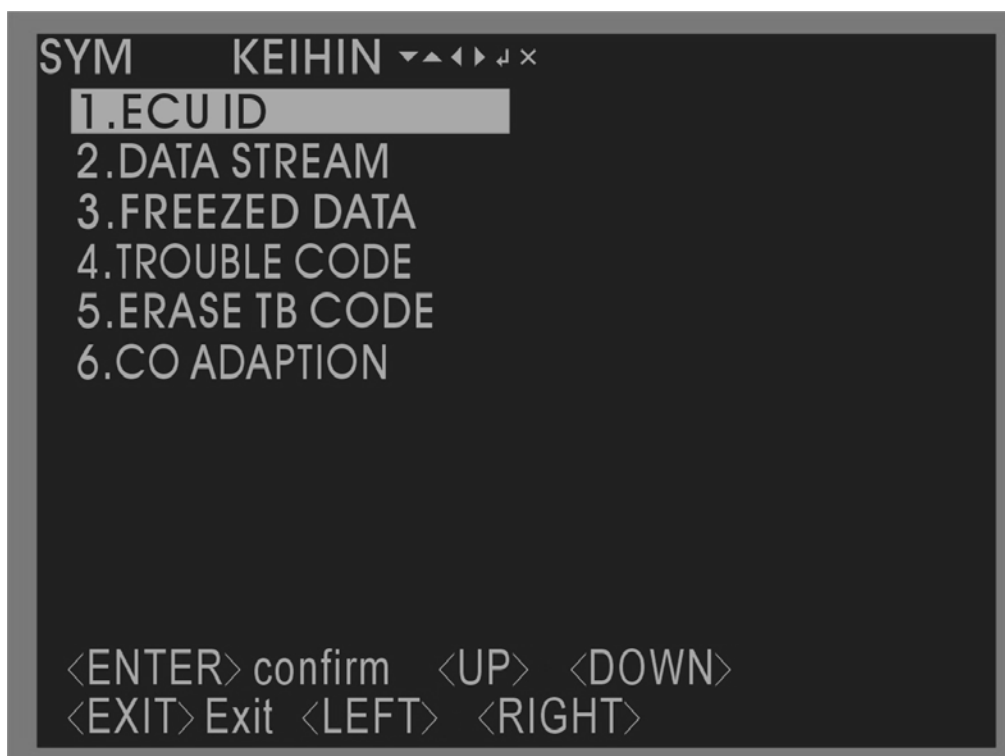 SYM KEIHIN ▼▲◀▶↲×
1.ECU ID
2.DATA STREAM
3.FREEZED DATA
4.TROUBLE CODE
5.ERASE TB CODE
6.CO ADAPTION
〈ENTER〉 confirm 〈UP〉 〈DOWN〉
〈EXIT〉 Exit 〈LEFT〉 〈RIGHT〉